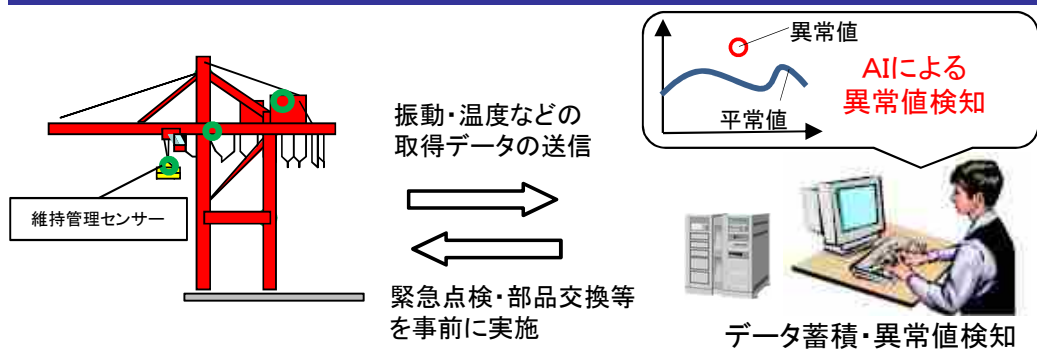 異常値
AIによる
異常値検知
平常値
振動・温度などの
取得データの送信
維持管理センサー
緊急点検・部品交換等
を事前に実施
データ蓄積・異常値検知